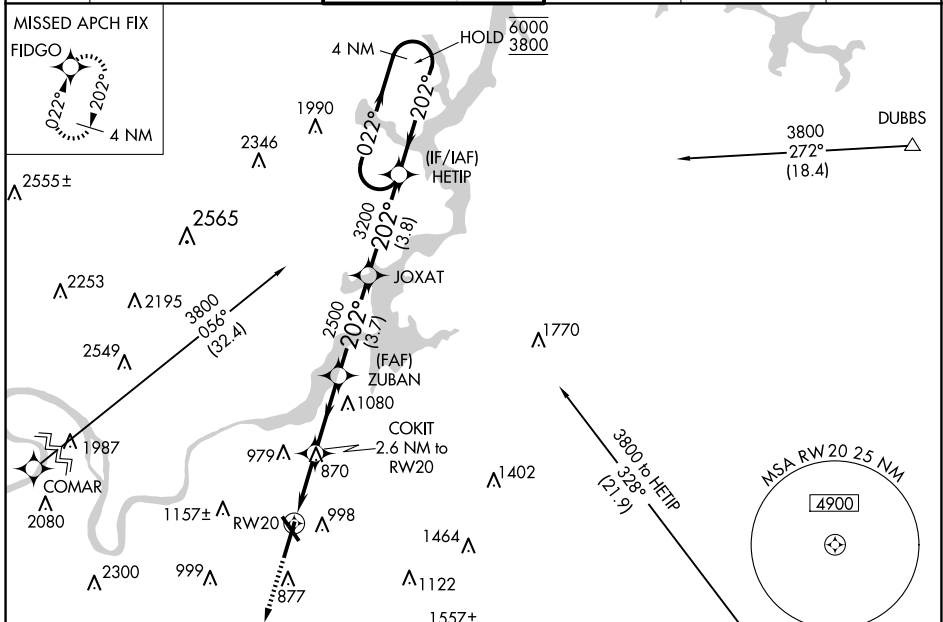 MISSED APCH FIX
FIDGO
022°
202°
4 NM
4 NM
HOLD
6000
3800
022°
202°
(IF/IAF)
HETIP
DUBBS
3800
272°
(18.4)
1990
2346
2555±
2565
2253
2195
2549
3800
056°
(32.4)
3200
202°
(3.8)
JOXAT
2500
202°
(3.7)
(FAF)
ZUBAN
1770
1080
COKIT
2.6 NM to
RW20
979
870
1987
COMAR
2080
1157±
RW20
998
1402
1464
3800 to HETIP
328°
(21.9)
MSA RW 20 25 NM
4900
2300
999
877
1122
1557±